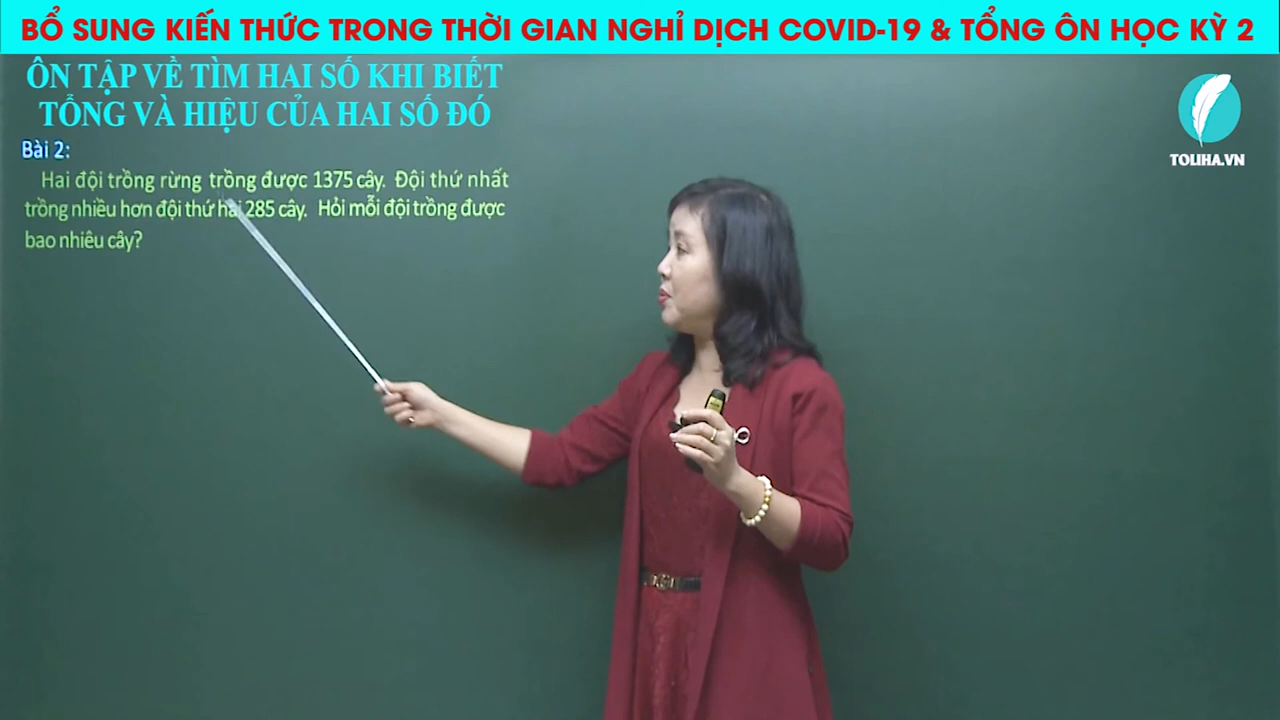 BỔ SUNG KIẾN THỨC TRONG THỜI GIAN NGHỈ DỊCH COVID-19 & TỔNG ÔN HỌC KỲ 2
ÔN TẬP VỀ TÌM HAI SỐ KHI BIẾT
TỔNG VÀ HIỆU CỦA HAI SỐ ĐÓ
Bài 2:
Hai đội trồng rừng trồng được 1375 cây. Đội thứ nhất
trồng nhiều hơn đội thứ hai 285 cây. Hỏi mỗi đội trồng được
bao nhiêu cây?
TOLIHA.VN